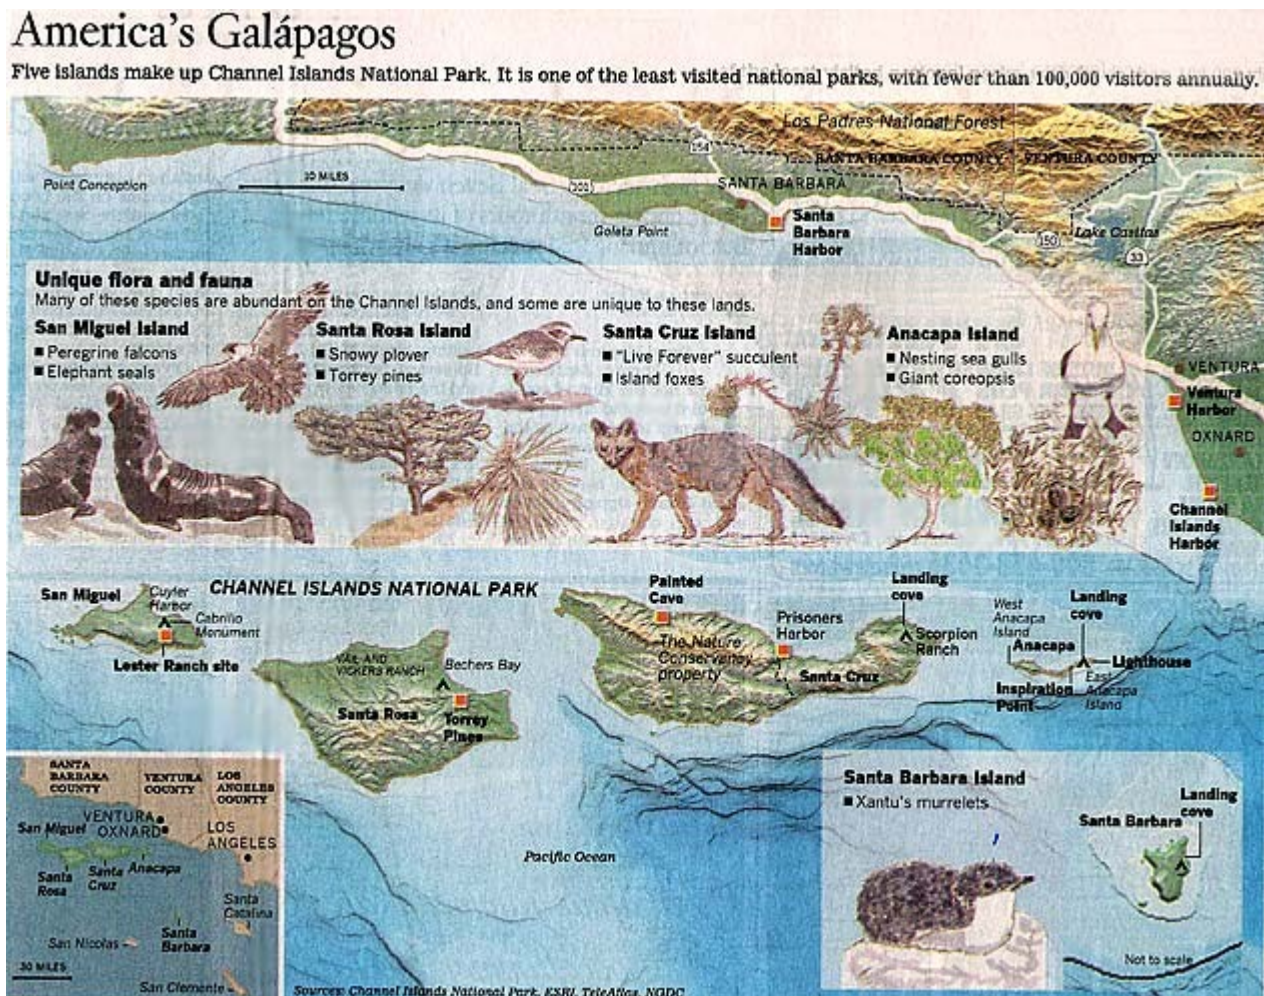 America's Galápagos
Five islands make up Channel Islands National Park. It is one of the least visited national parks, with fewer than 100,000 visitors annually.
Los Padres National Forest
154
SANTA BARBARA COUNTY
VENTURA COUNTY
Point Conception
10 MILES
101
SANTA BARBARA
Goleta Point
Santa
Barbara
Harbor
150
Lake Casitas
33
Unique flora and fauna
Many of these species are abundant on the Channel Islands, and some are unique to these lands.
San Miguel Island
■ Peregrine falcons
■ Elephant seals
Santa Rosa Island
■ Snowy plover
■ Torrey pines
Santa Cruz Island
■ "Live Forever" succulent
■ Island foxes
Anacapa Island
■ Nesting sea gulls
■ Giant coreopsis
VENTURA
Ventura
Harbor
OXNARD
Channel
Islands
Harbor
CHANNEL ISLANDS NATIONAL PARK
San Miguel
Cuyler
Harbor
Cabrillo
Monument
Lester Ranch site
VAIL AND
VICKERS RANCH
Bechers Bay
Santa Rosa
Torrey
Pines
Painted
Cave
The Nature
Conservancy
property
Prisoners
Harbor
Santa Cruz
Landing
cove
Scorpion
Ranch
West
Anacapa
Island
Anacapa
Landing
cove
Lighthouse
Inspiration
Point
East
Anacapa
Island
SANTA
BARBARA
COUNTY
VENTURA
COUNTY
LOS
ANGELES
COUNTY
VENTURA
OXNARD
LOS
ANGELES
San Miguel
Santa
Rosa
Santa
Cruz
Anacapa
Santa
Catalina
Santa
Barbara
San Nicolas
30 MILES
San Clemente
Pacific Ocean
Santa Barbara Island
■ Xantu's murrelets
Santa Barbara
Landing
cove
Not to scale
Sources: Channel Islands National Park, ESRI, TeleAtlas, NGDC